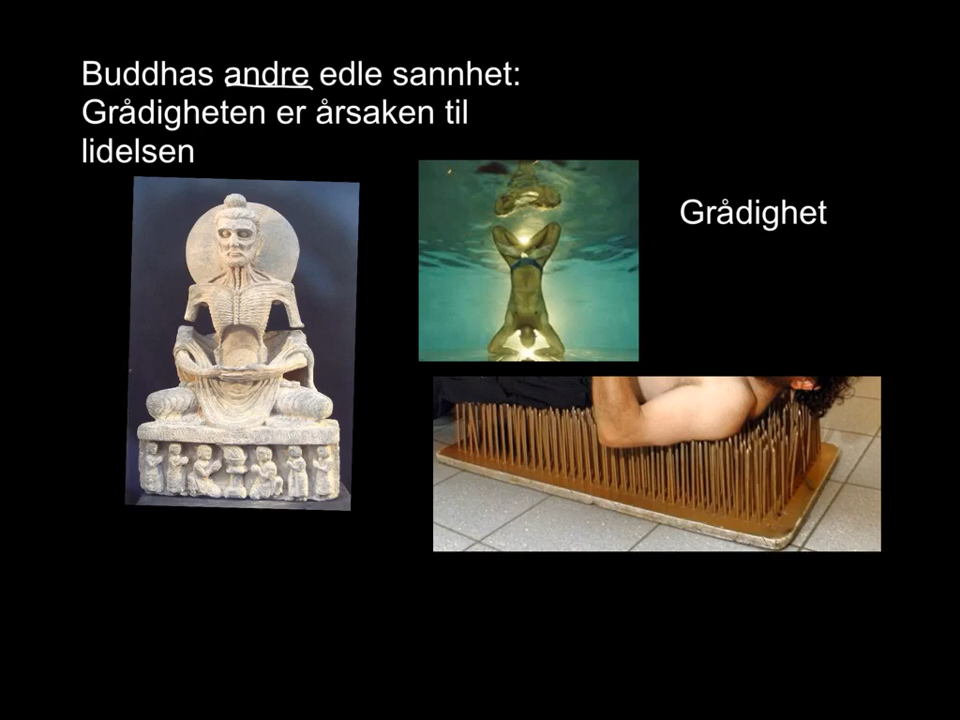 Buddhas andre edle sannhet:
Grådigheten er årsaken til
lidelsen
Grådighet